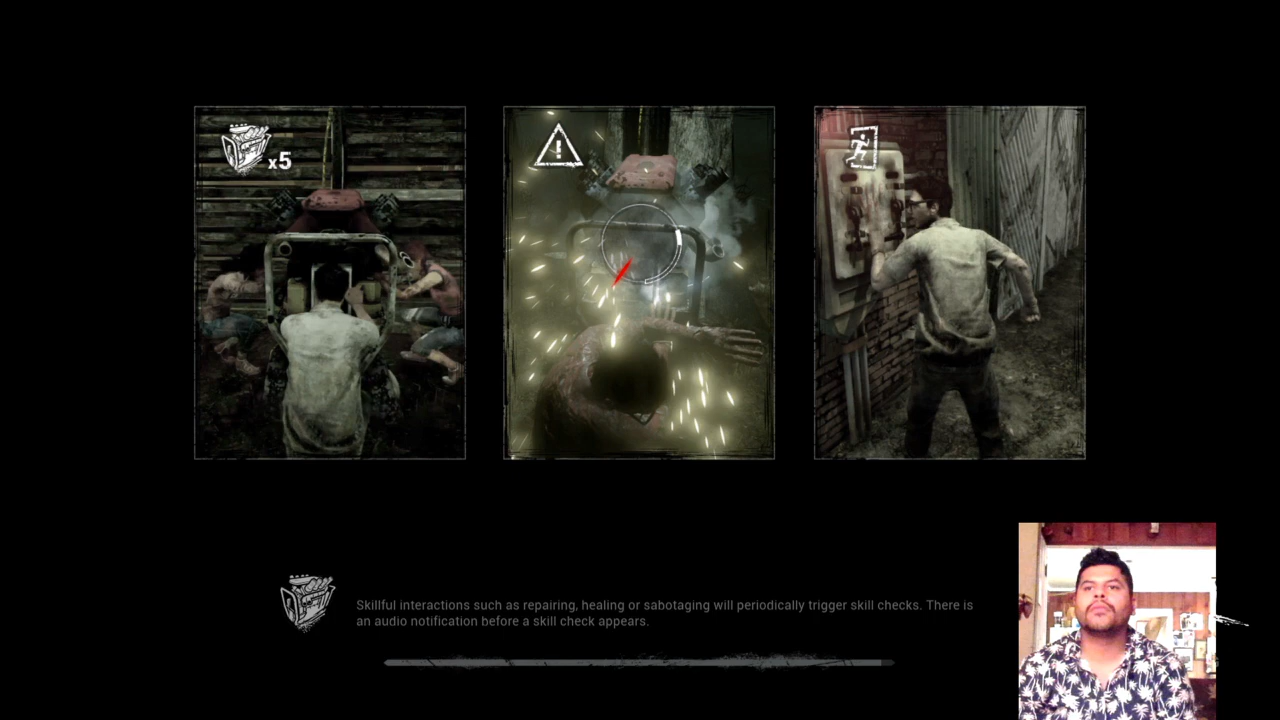 x5
Skillful interactions such as repairing, healing or sabotaging will periodically trigger skill checks. There is
an audio notification before a skill check appears.